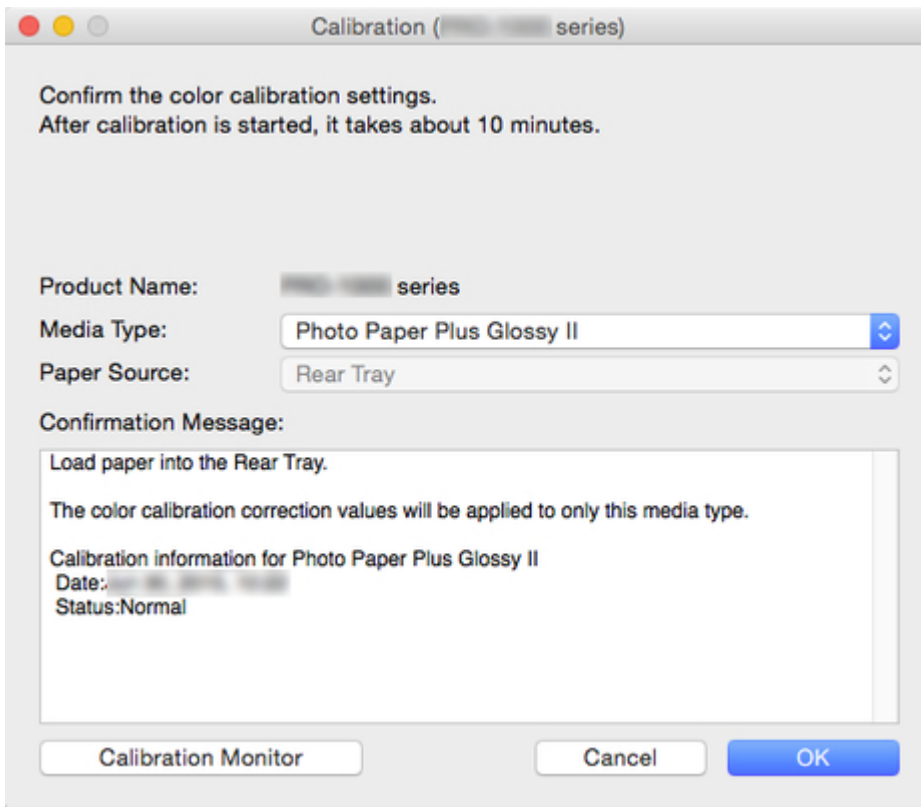 Calibration ( series)
Confirm the color calibration settings.
After calibration is started, it takes about 10 minutes.
Product Name: series
Media Type: Photo Paper Plus Glossy II
Paper Source: Rear Tray
Confirmation Message:
Load paper into the Rear Tray.
The color calibration correction values will be applied to only this media type.
Calibration information for Photo Paper Plus Glossy II
Date:
Status:Normal
Calibration Monitor Cancel OK